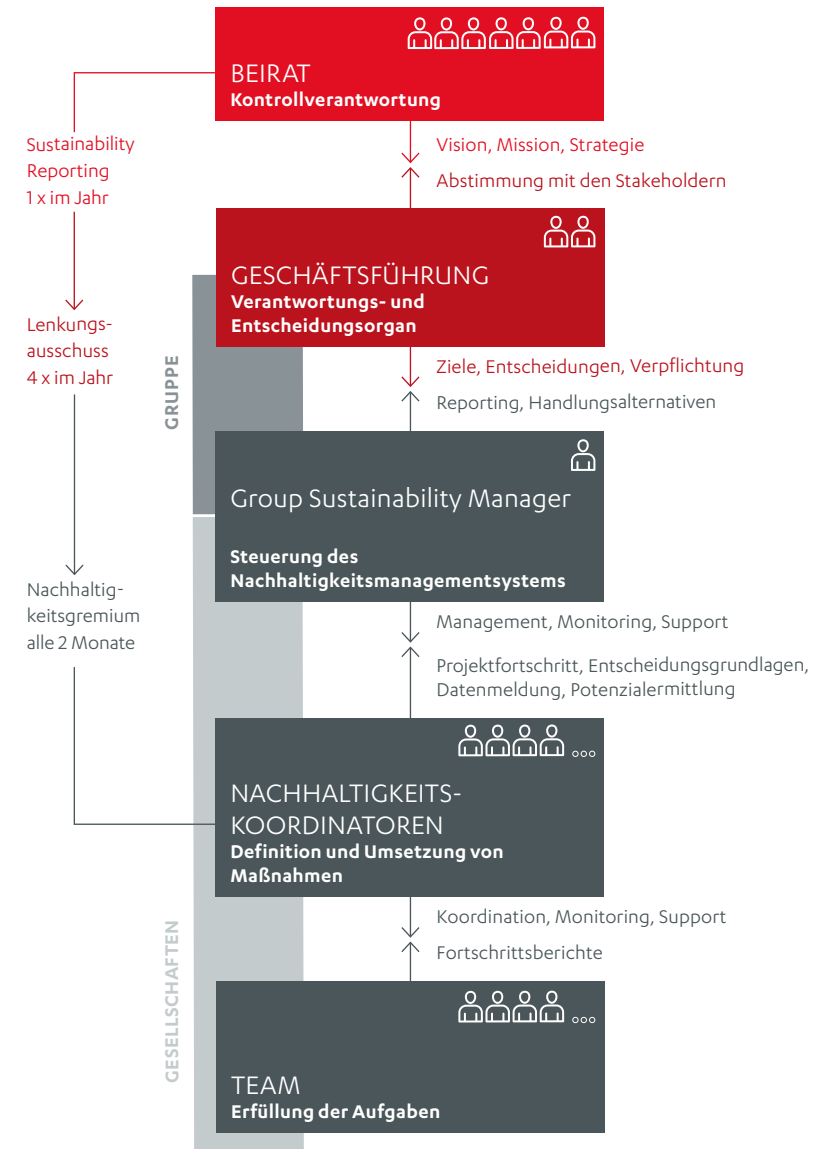 BEIRAT
Kontrollverantwortung
Sustainability
Reporting
1 x im Jahr
Vision, Mission, Strategie
Abstimmung mit den Stakeholdern
GESCHÄFTSFÜHRUNG
Verantwortungs- und
Entscheidungsorgan
Lenkungs-
ausschuss
4 x im Jahr
GRUPPE
Ziele, Entscheidungen, Verpflichtung
Reporting, Handlungsalternativen
Group Sustainability Manager
Steuerung des
Nachhaltigkeitsmanagementsystems
Nachhaltig-
keitsgremium
alle 2 Monate
Management, Monitoring, Support
Projektfortschritt, Entscheidungsgrundlagen,
Datenmeldung, Potenzialermittlung
NACHHALTIGKEITS-
KOORDINATOREN
Definition und Umsetzung von
Maßnahmen
GESELLSCHAFTEN
Koordination, Monitoring, Support
Fortschrittsberichte
TEAM
Erfüllung der Aufgaben